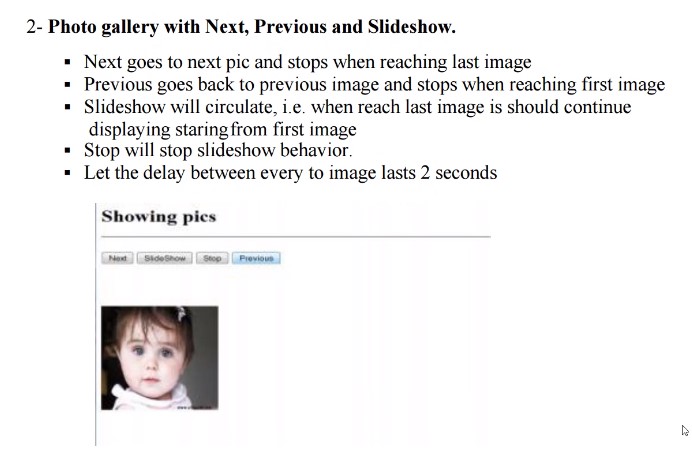 2- Photo gallery with Next, Previous and Slideshow.
▪ Next goes to next pic and stops when reaching last image
▪ Previous goes back to previous image and stops when reaching first image
▪ Slideshow will circulate, i.e. when reach last image is should continue
displaying staring from first image
▪ Stop will stop slideshow behavior.
▪ Let the delay between every to image lasts 2 seconds
Showing pics
Next SlideShow Stop Previous